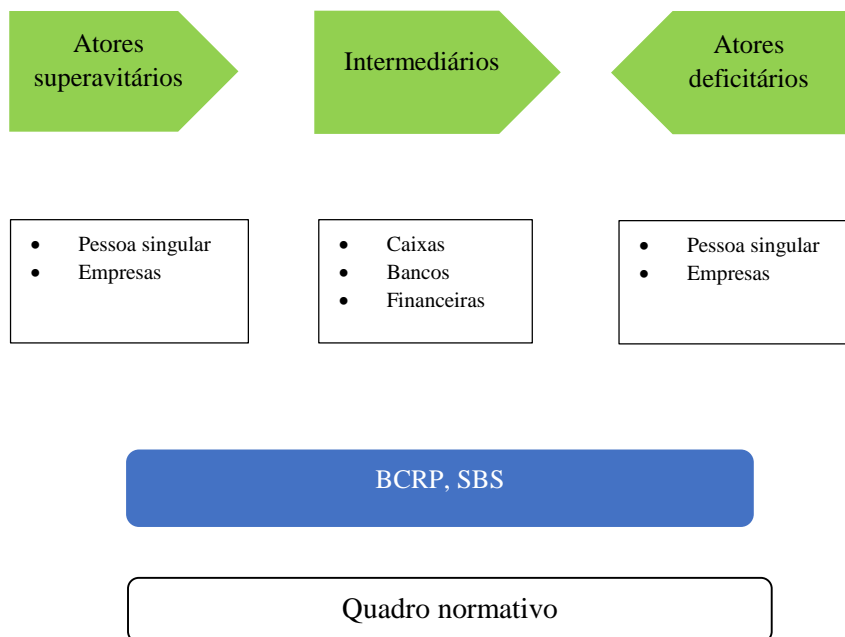 Atores
superavitários
Intermediários
Atores
deficitários
• Pessoa singular
• Empresas
• Caixas
• Bancos
• Financeiras
• Pessoa singular
• Empresas
BCRP, SBS
Quadro normativo